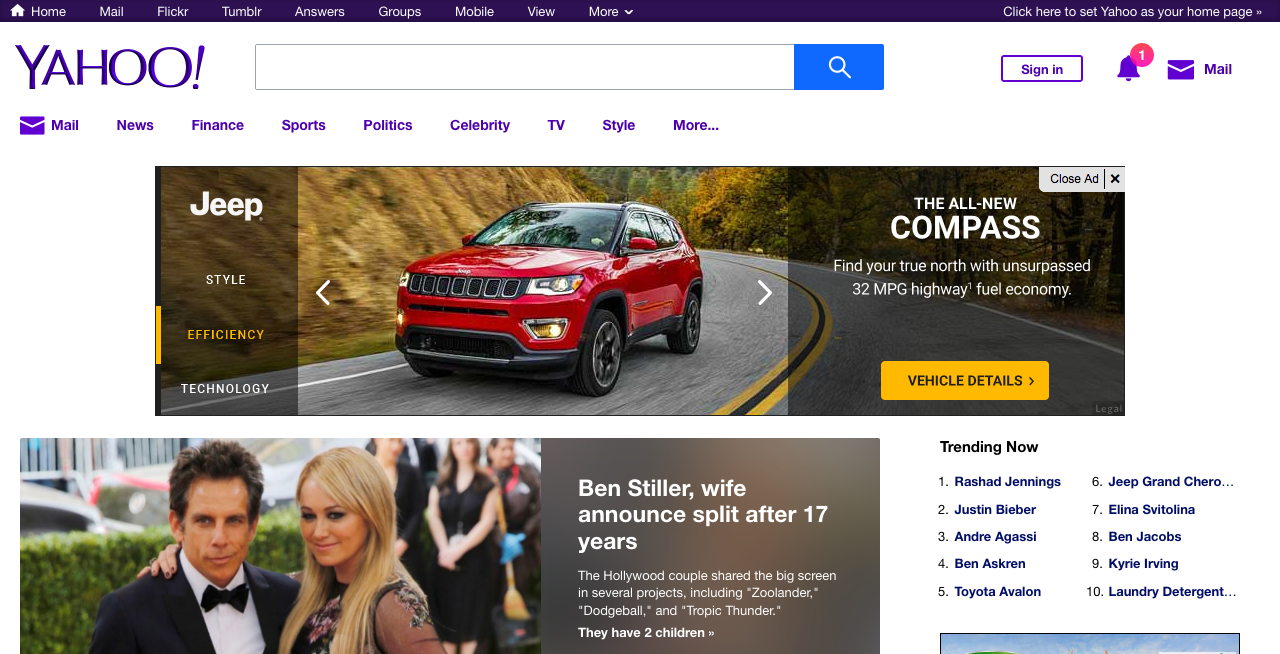 Home Mail Flickr Tumblr Answers Groups Mobile View More Click here to set Yahoo as your home page »
YAHOO!
Sign in
1
Mail
Mail News Finance Sports Politics Celebrity TV Style More...
Close Ad ×
Jeep
STYLE
EFFICIENCY
TECHNOLOGY
Jeep
THE ALL-NEW
COMPASS
Find your true north with unsurpassed
32 MPG highway¹ fuel economy.
VEHICLE DETAILS ›
Legal
Ben Stiller, wife
announce split after 17
years
The Hollywood couple shared the big screen
in several projects, including "Zoolander,"
"Dodgeball," and "Tropic Thunder."
They have 2 children »
Trending Now
1. Rashad Jennings
2. Justin Bieber
3. Andre Agassi
4. Ben Askren
5. Toyota Avalon
6. Jeep Grand Chero...
7. Elina Svitolina
8. Ben Jacobs
9. Kyrie Irving
10. Laundry Detergent...